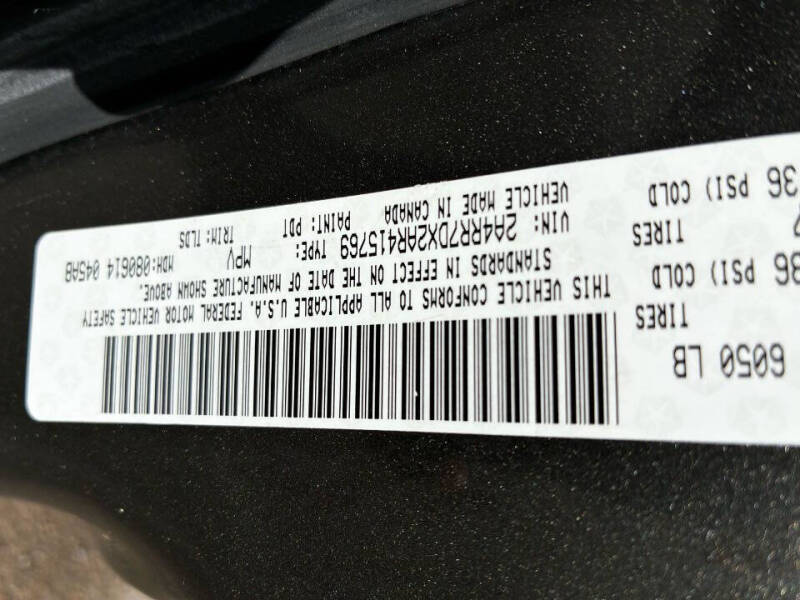 6050 LB
TIRES
36 PSI) COLD
TIRES
36 PSI) COLD
THIS VEHICLE CONFORMS TO ALL APPLICABLE U.S.A. FEDERAL MOTOR VEHICLE SAFETY
STANDARDS IN EFFECT ON THE DATE OF MANUFACTURE SHOWN ABOVE.
VIN: 2A4RR7DX2AR415769 TYPE: MPV MDH:080614 045AB
VEHICLE MADE IN CANADA PAINT: PDT TRIM: TLDS